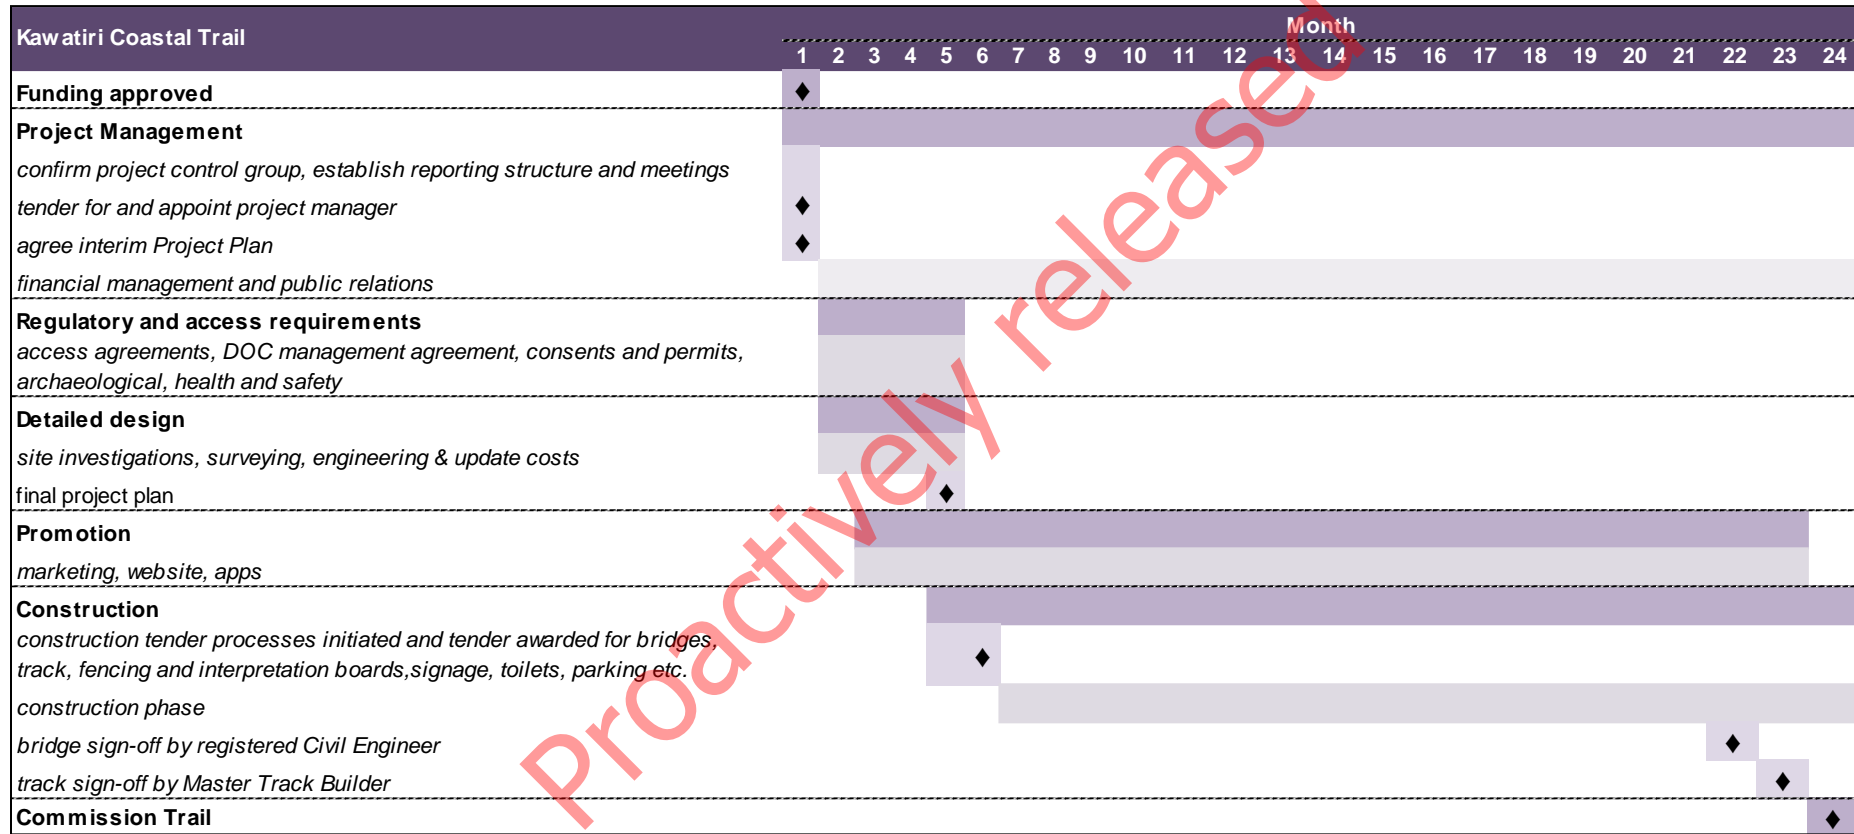 Kawatiri Coastal Trail
Month
1 2 3 4 5 6 7 8 9 10 11 12 13 14 15 16 17 18 19 20 21 22 23 24
Funding approved
Project Management
confirm project control group, establish reporting structure and meetings
tender for and appoint project manager
agree interim Project Plan
financial management and public relations
Regulatory and access requirements
access agreements, DOC management agreement, consents and permits,
archaeological, health and safety
Detailed design
site investigations, surveying, engineering & update costs
final project plan
Promotion
marketing, website, apps
Construction
construction tender processes initiated and tender awarded for bridges,
track, fencing and interpretation boards,signage, toilets, parking etc.
construction phase
bridge sign-off by registered Civil Engineer
track sign-off by Master Track Builder
Commission Trail
Proactively released